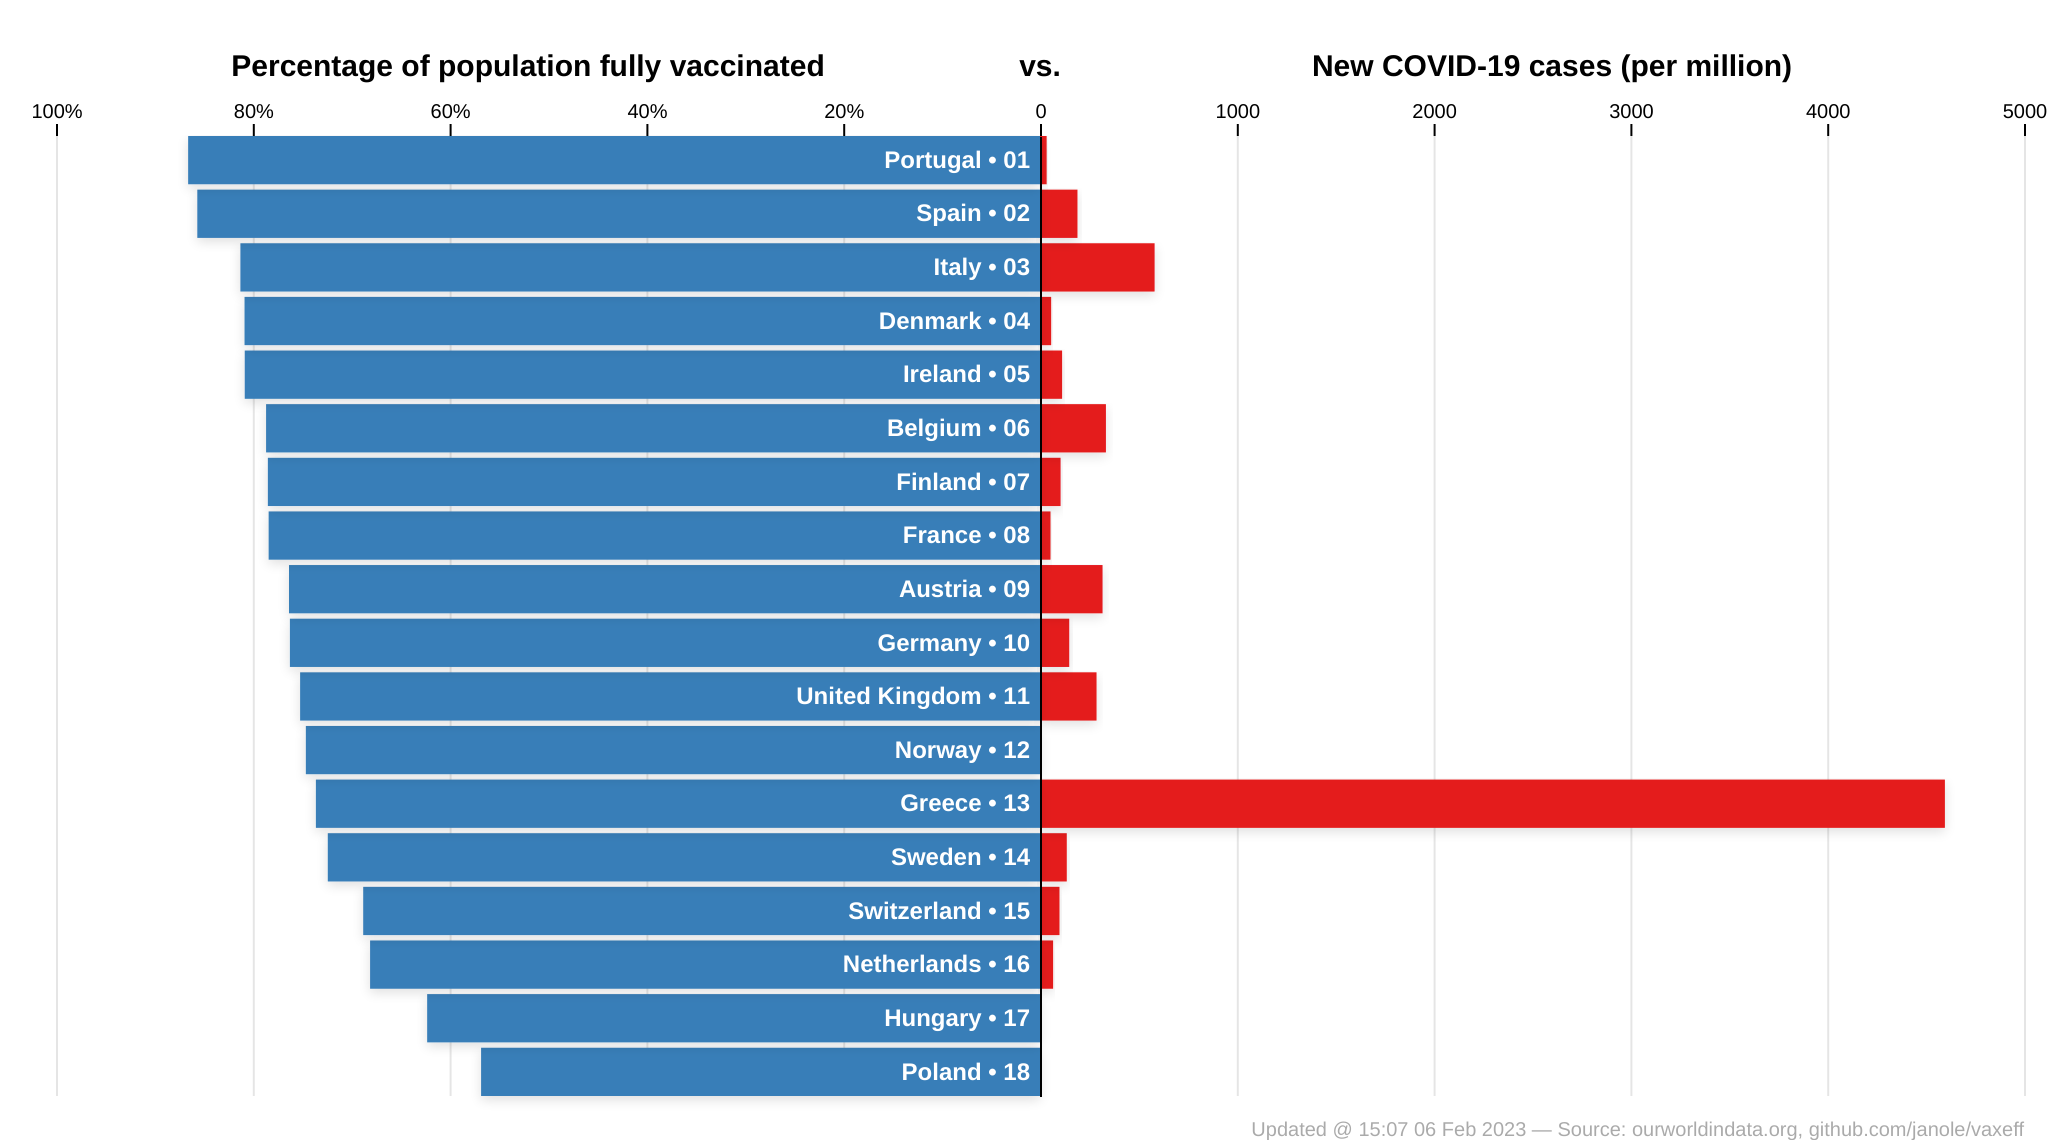 Percentage of population fully vaccinated vs. New COVID-19 cases (per million)
100% 80% 60% 40% 20% 0 1000 2000 3000 4000 5000
Portugal • 01
Spain • 02
Italy • 03
Denmark • 04
Ireland • 05
Belgium • 06
Finland • 07
France • 08
Austria • 09
Germany • 10
United Kingdom • 11
Norway • 12
Greece • 13
Sweden • 14
Switzerland • 15
Netherlands • 16
Hungary • 17
Poland • 18
Updated @ 15:07 06 Feb 2023 — Source: ourworldindata.org, github.com/janole/vaxeff